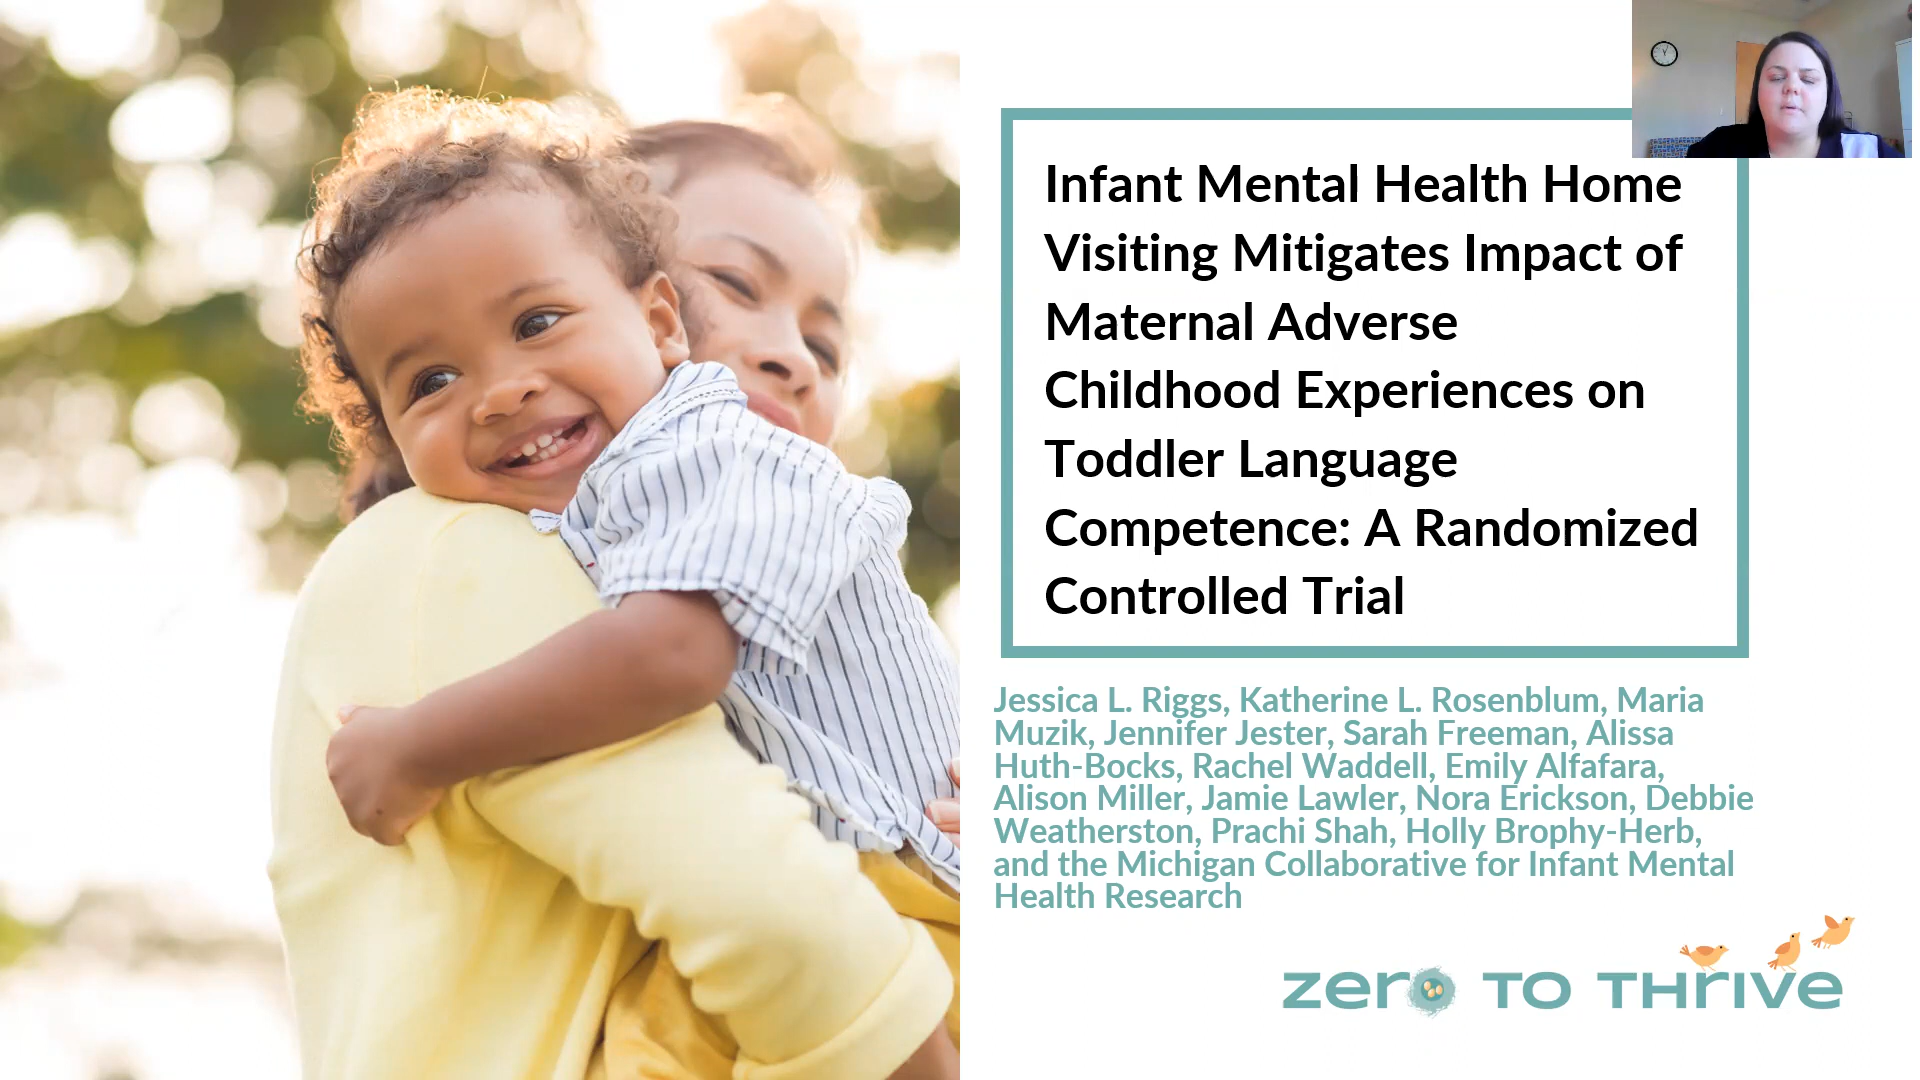 Infant Mental Health Home
Visiting Mitigates Impact of
Maternal Adverse
Childhood Experiences on
Toddler Language
Competence: A Randomized
Controlled Trial
Jessica L. Riggs, Katherine L. Rosenblum, Maria
Muzik, Jennifer Jester, Sarah Freeman, Alissa
Huth-Bocks, Rachel Waddell, Emily Alfafara,
Alison Miller, Jamie Lawler, Nora Erickson, Debbie
Weatherston, Prachi Shah, Holly Brophy-Herb,
and the Michigan Collaborative for Infant Mental
Health Research
zero TO THrIVe